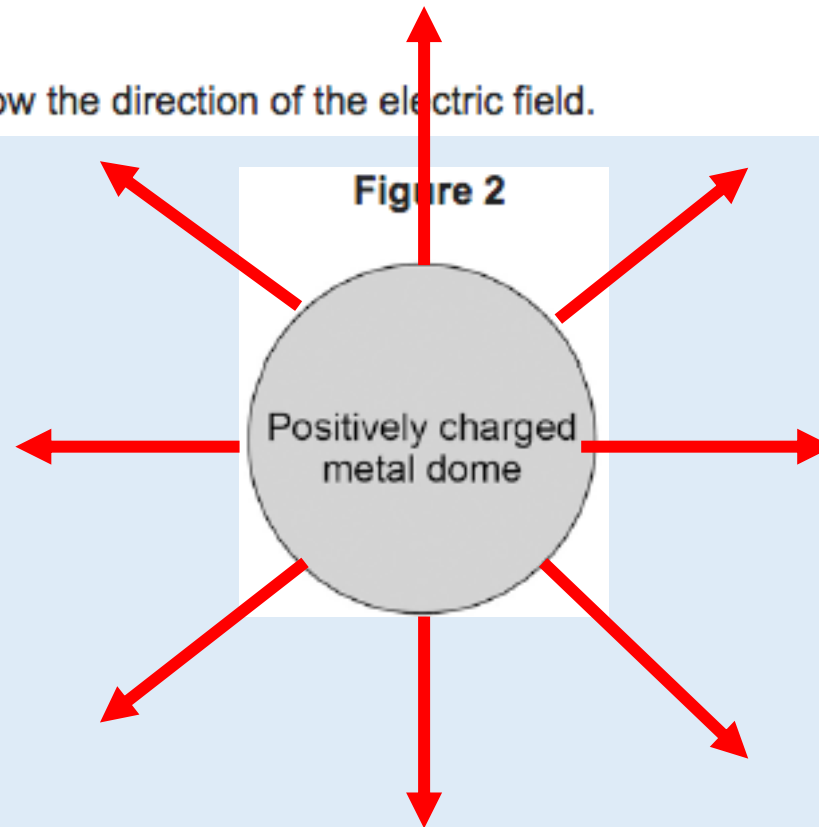 ow the direction of the electric field.
Figure 2
Positively charged
metal dome